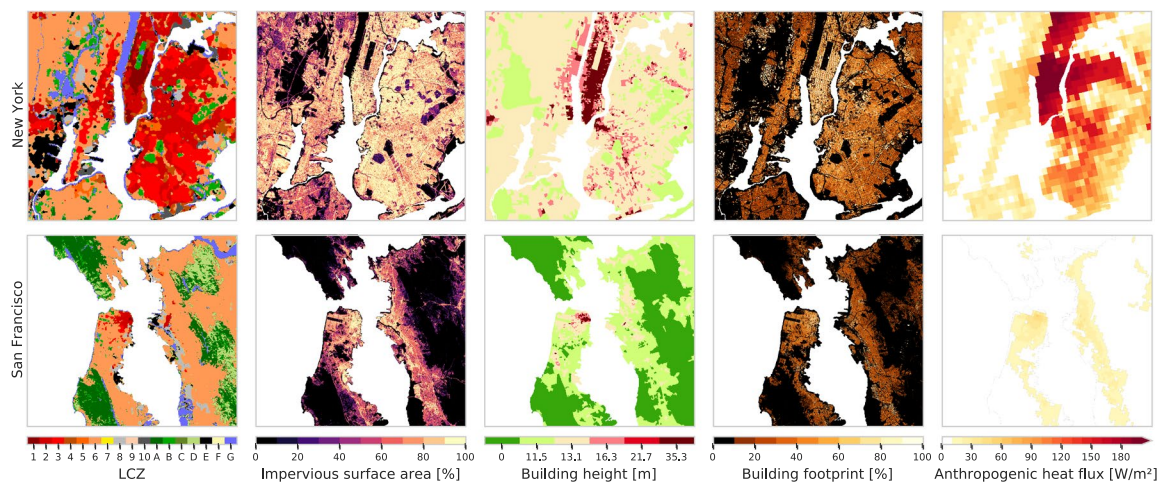 New York
San Francisco
1 2 3 4 5 6 7 8 9 10 A B C D E F G
LCZ
0 20 40 60 80 100
Impervious surface area [%]
0 11.5 13.1 16.3 21.7 35.3
Building height [m]
0 20 40 60 80 100
Building footprint [%]
0 30 60 90 120 150 180
Anthropogenic heat flux [W/m²]